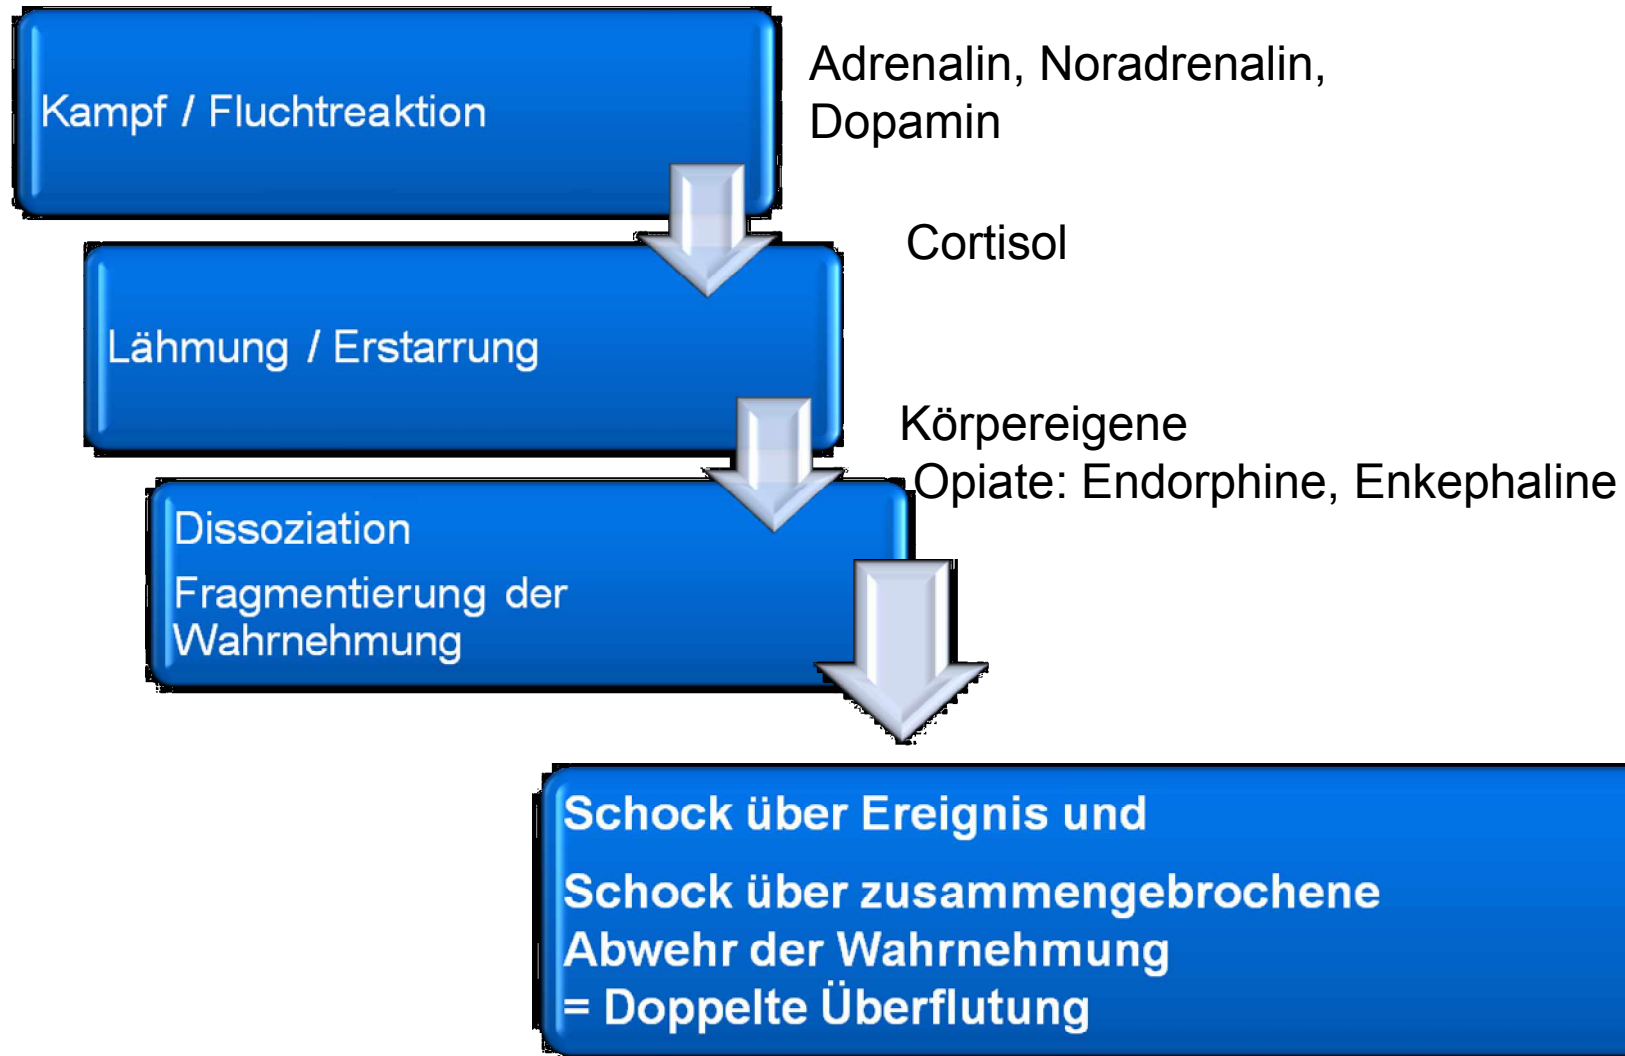 Kampf / Fluchtreaktion
Adrenalin, Noradrenalin,
Dopamin
Cortisol
Lähmung / Erstarrung
Körpereigene
Opiate: Endorphine, Enkephaline
Dissoziation
Fragmentierung der
Wahrnehmung
Schock über Ereignis und
Schock über zusammengebrochene
Abwehr der Wahrnehmung
= Doppelte Überflutung